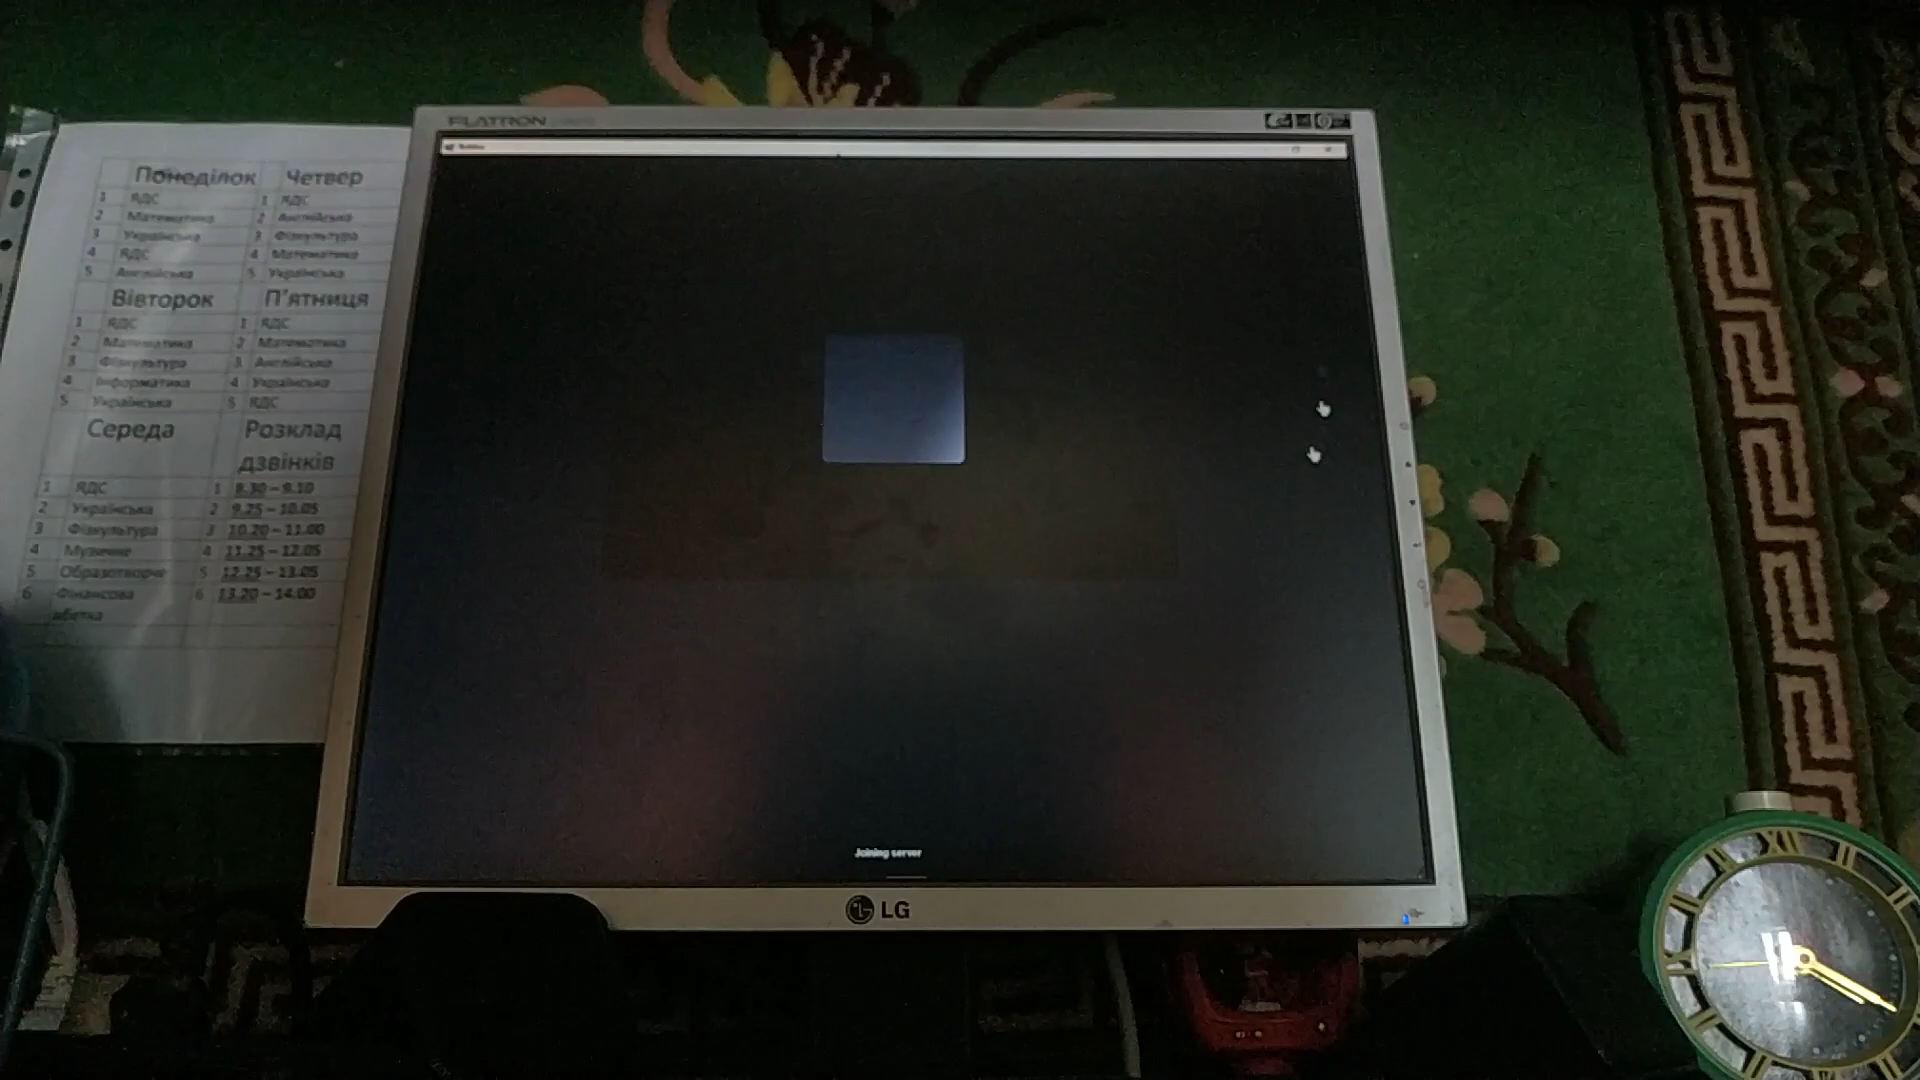 FLATRON
Roblox
Понеділок
1 ЯДС
2 Математика
3 Українська
4 ЯДС
5 Англійська
Четвер
1 ЯДС
2 Англійська
3 Фізкультура
4 Математика
5 Українська
Вівторок
1 ЯДС
2 Математика
3 Фізкультура
4 Інформатика
5 Українська
П'ятниця
1 ЯДС
2 Математика
3 Англійська
4 Українська
5 ЯДС
Середа
1 ЯДС
2 Українська
3 Фізкультура
4 Музичне
5 Образотворче
6 Фінансова
абетка
Розклад
дзвінків
1 8.30 – 9.10
2 9.25 – 10.05
3 10.20 – 11.00
4 11.25 – 12.05
5 12.25 – 13.05
6 13.20 – 14.00
Joining server
LG